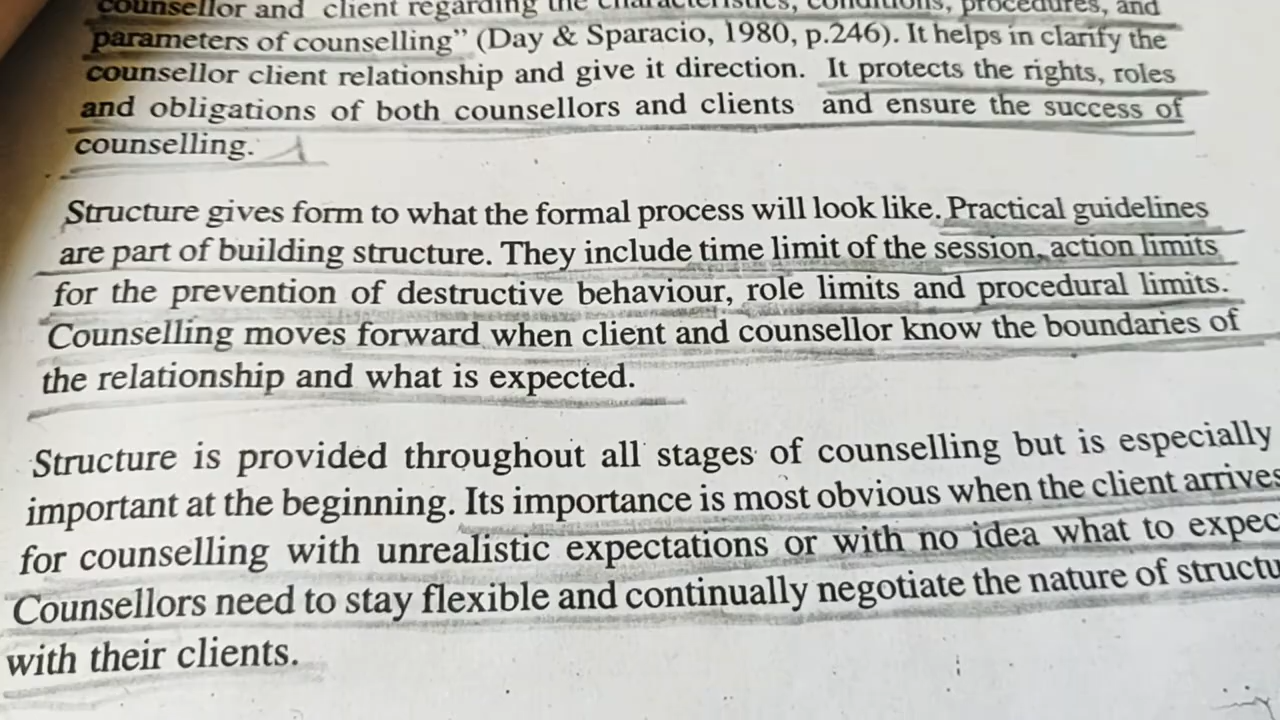 counsellor and client regarding the characteristics, conditions, procedures, and
parameters of counselling” (Day & Sparacio, 1980, p.246). It helps in clarify the
counsellor client relationship and give it direction. It protects the rights, roles
and obligations of both counsellors and clients and ensure the success of
counselling.
Structure gives form to what the formal process will look like. Practical guidelines
are part of building structure. They include time limit of the session, action limits
for the prevention of destructive behaviour, role limits and procedural limits.
Counselling moves forward when client and counsellor know the boundaries of
the relationship and what is expected.
Structure is provided throughout all stages of counselling but is especially
important at the beginning. Its importance is most obvious when the client arrives
for counselling with unrealistic expectations or with no idea what to expec
Counsellors need to stay flexible and continually negotiate the nature of structu
with their clients.